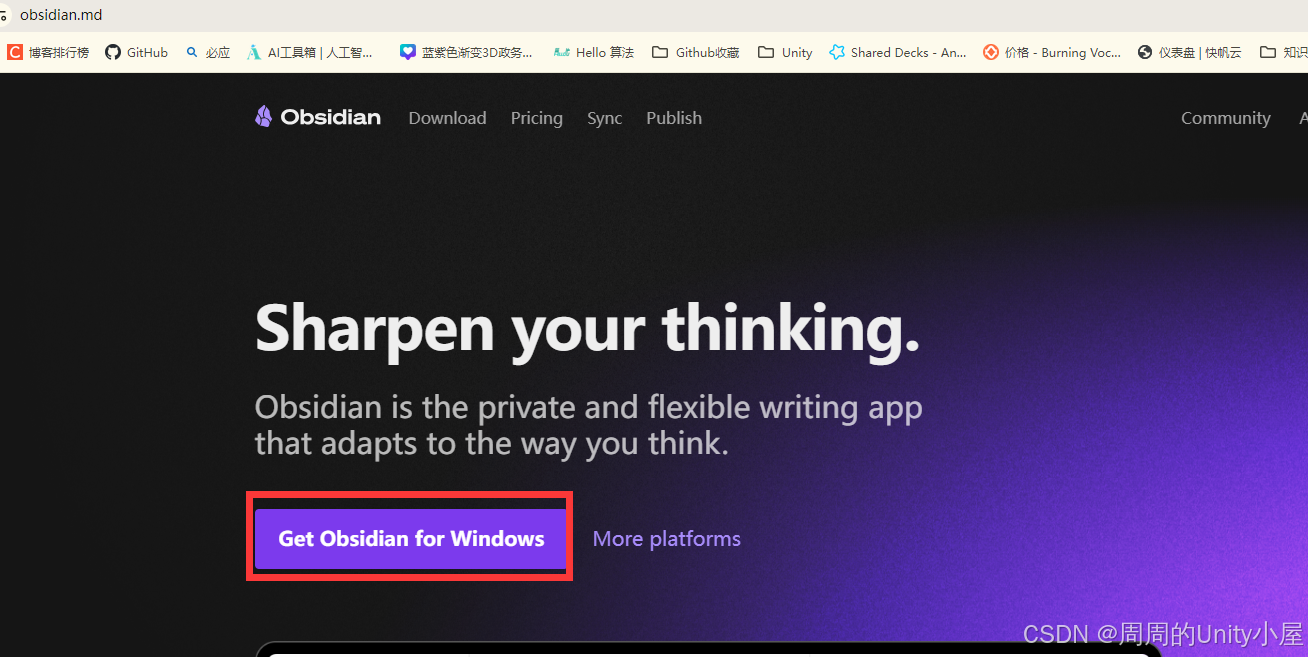 obsidian.md
博客排行榜 GitHub 必应 AI工具箱 | 人工智... 蓝紫色渐变3D政务... Hello 算法 Github收藏 Unity Shared Decks - An... 价格 - Burning Voc... 仪表盘 | 快帆云 知识
Obsidian Download Pricing Sync Publish Community A
Sharpen your thinking.
Obsidian is the private and flexible writing app
that adapts to the way you think.
Get Obsidian for Windows More platforms
CSDN @周周的Unity小屋